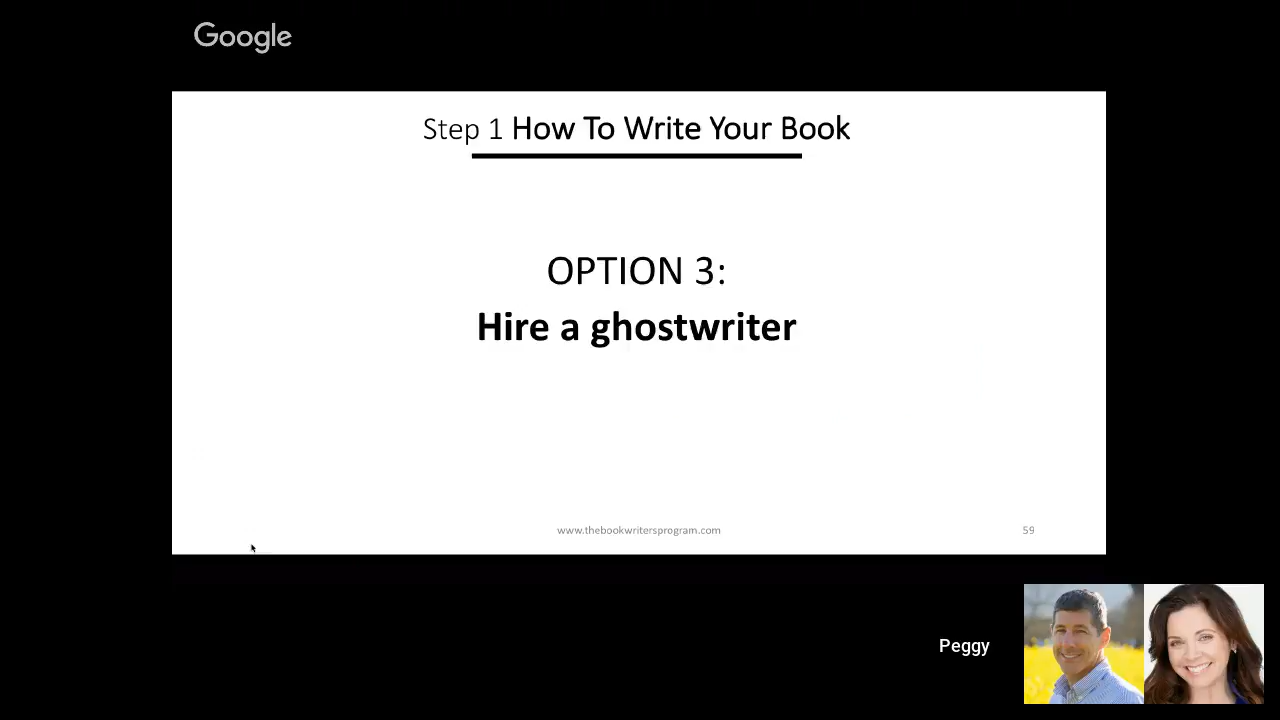 Google
Step 1 How To Write Your Book
OPTION 3:
Hire a ghostwriter
www.thebookwritersprogram.com
59
Peggy